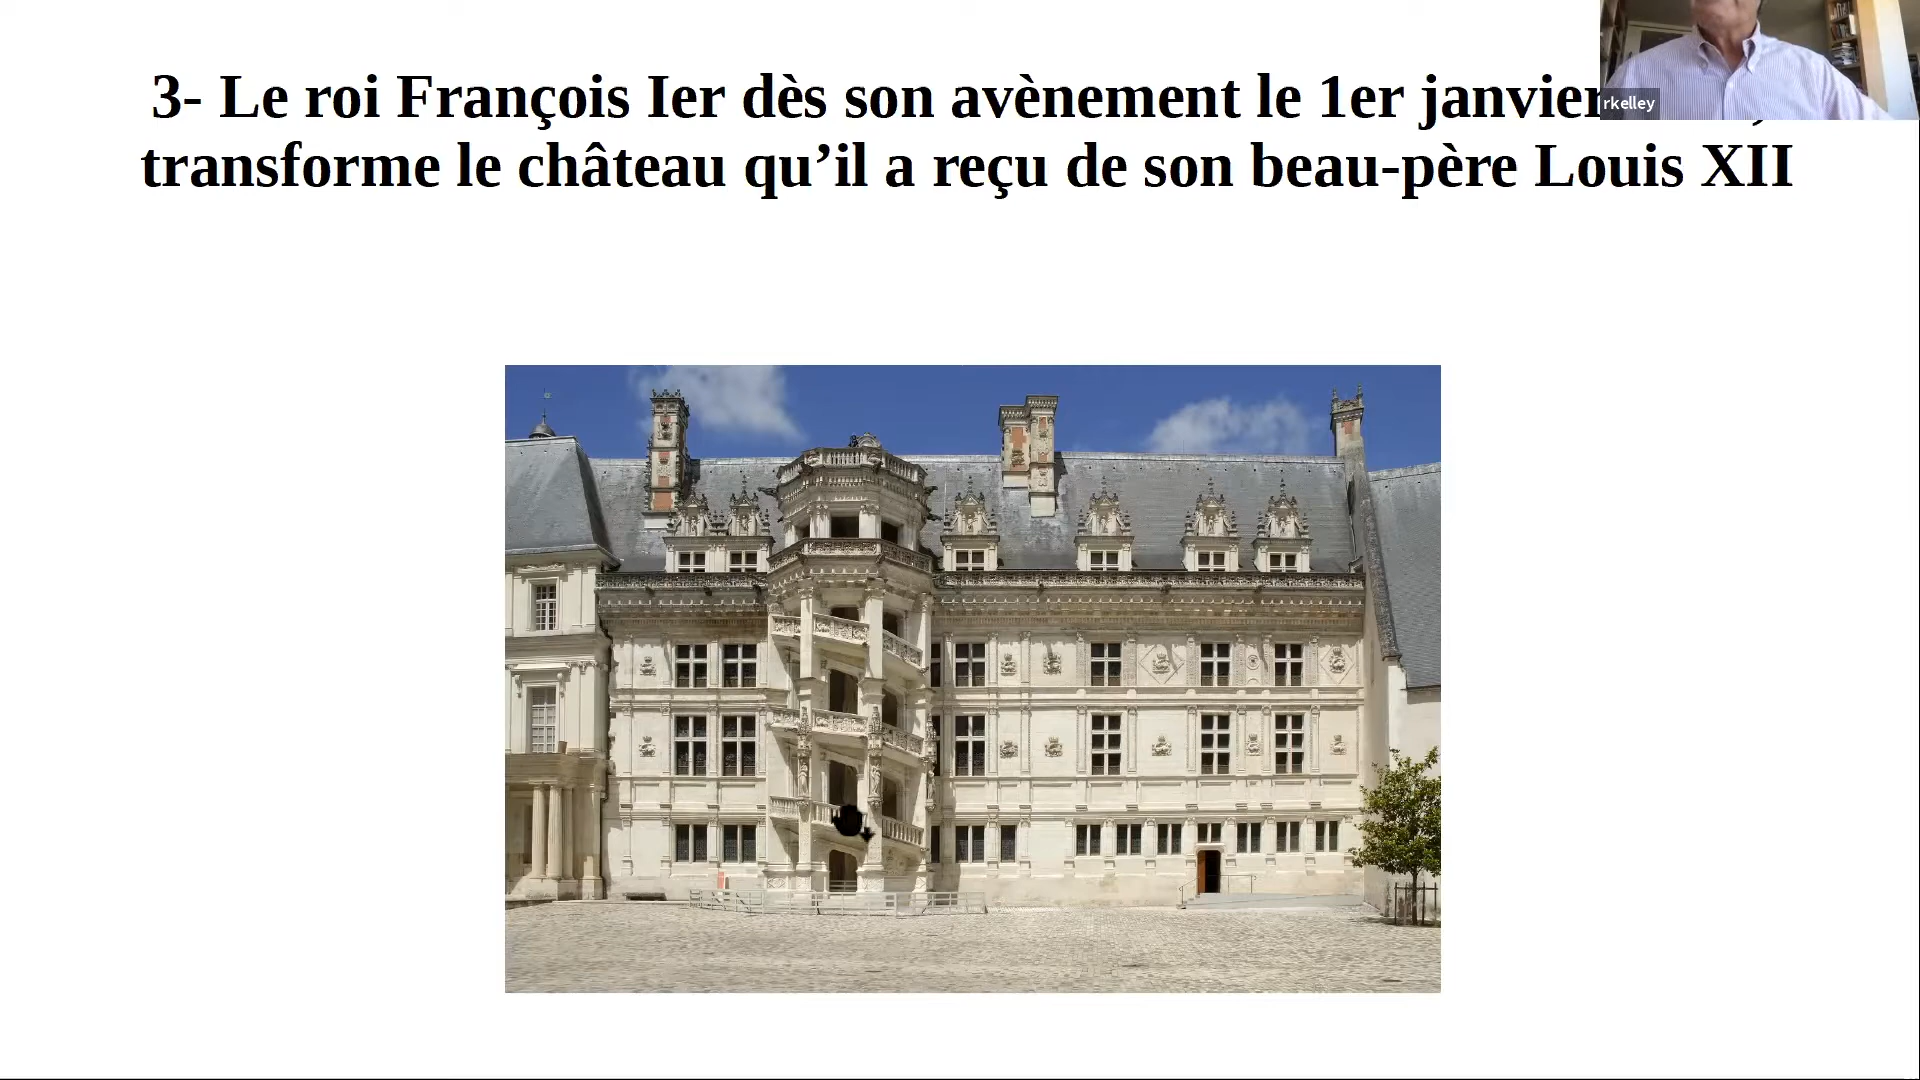 3- Le roi François Ier dès son avènement le 1er janvier
transforme le château qu’il a reçu de son beau-père Louis XII
rkelley